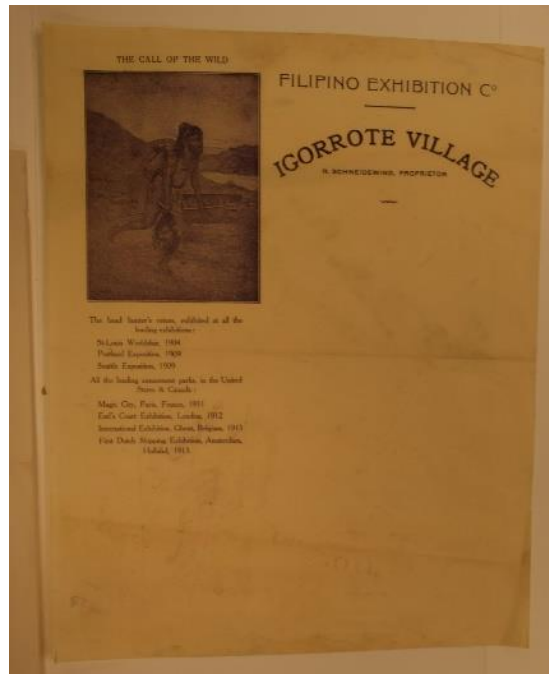 THE CALL OF THE WILD
FILIPINO EXHIBITION Cº
IGORROTE VILLAGE
R. SCHNEIDEWIND, PROPRIETOR
The head hunter's return, exhibited at all the
leading exhibitions:
St-Louis Worldsfair, 1904
Portland Exposition,
Seattle Exposition, 1909
All the leading amusement parks, in the United
States & Canada:
Magic City, Paris, France, 1911
Earl's Court Exhibition, London, 1912
International Exhibition, Ghent, Belgium, 1913
First Dutch Shipping Exhibition, Amsterdam,
Holland, 1913.